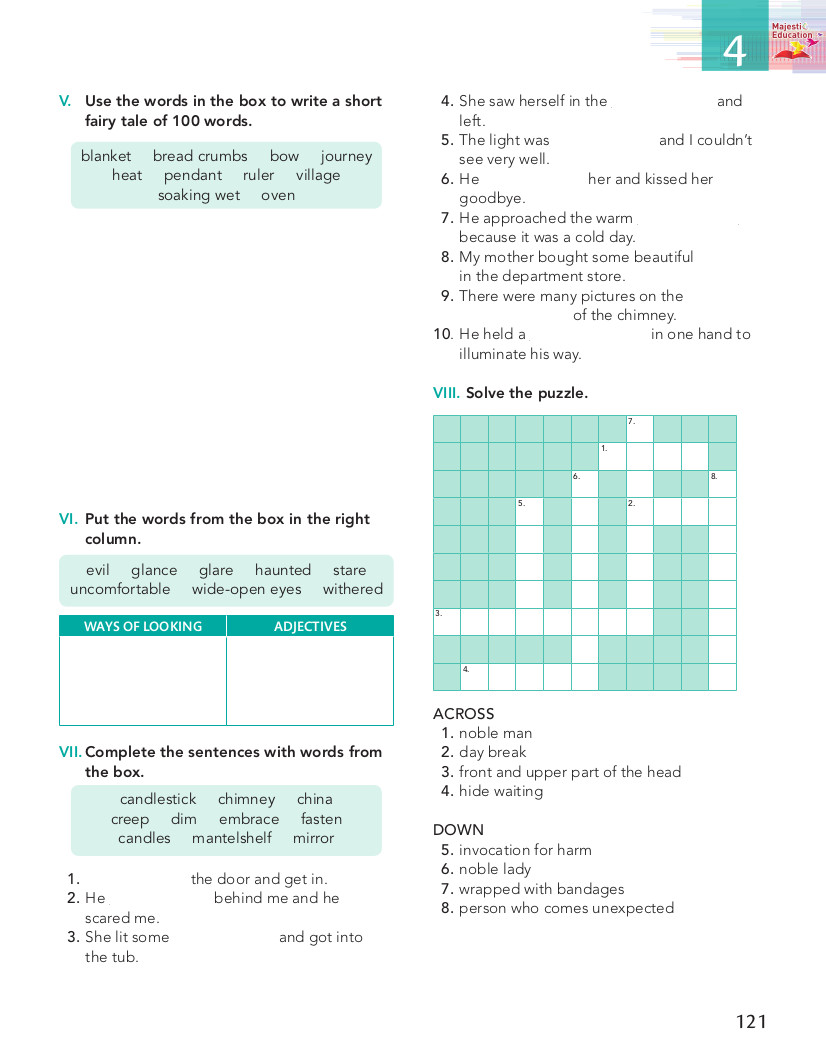 4
Majesti
Education
V. Use the words in the box to write a short
fairy tale of 100 words.
blanket bread crumbs bow journey
heat pendant ruler village
soaking wet oven
VI. Put the words from the box in the right
column.
evil glance glare haunted stare
uncomfortable wide-open eyes withered
WAYS OF LOOKING ADJECTIVES
VII. Complete the sentences with words from
the box.
candlestick chimney china
creep dim embrace fasten
candles mantelshelf mirror
1. the door and get in.
2. He behind me and he
scared me.
3. She lit some and got into
the tub.
4. She saw herself in the and
left.
5. The light was and I couldn't
see very well.
6. He her and kissed her
goodbye.
7. He approached the warm
because it was a cold day.
8. My mother bought some beautiful
in the department store.
9. There were many pictures on the
of the chimney.
10. He held a in one hand to
illuminate his way.
VIII. Solve the puzzle.
7.
1.
6. 8.
5. 2.
3.
4.
ACROSS
1. noble man
2. day break
3. front and upper part of the head
4. hide waiting
DOWN
5. invocation for harm
6. noble lady
7. wrapped with bandages
8. person who comes unexpected
121